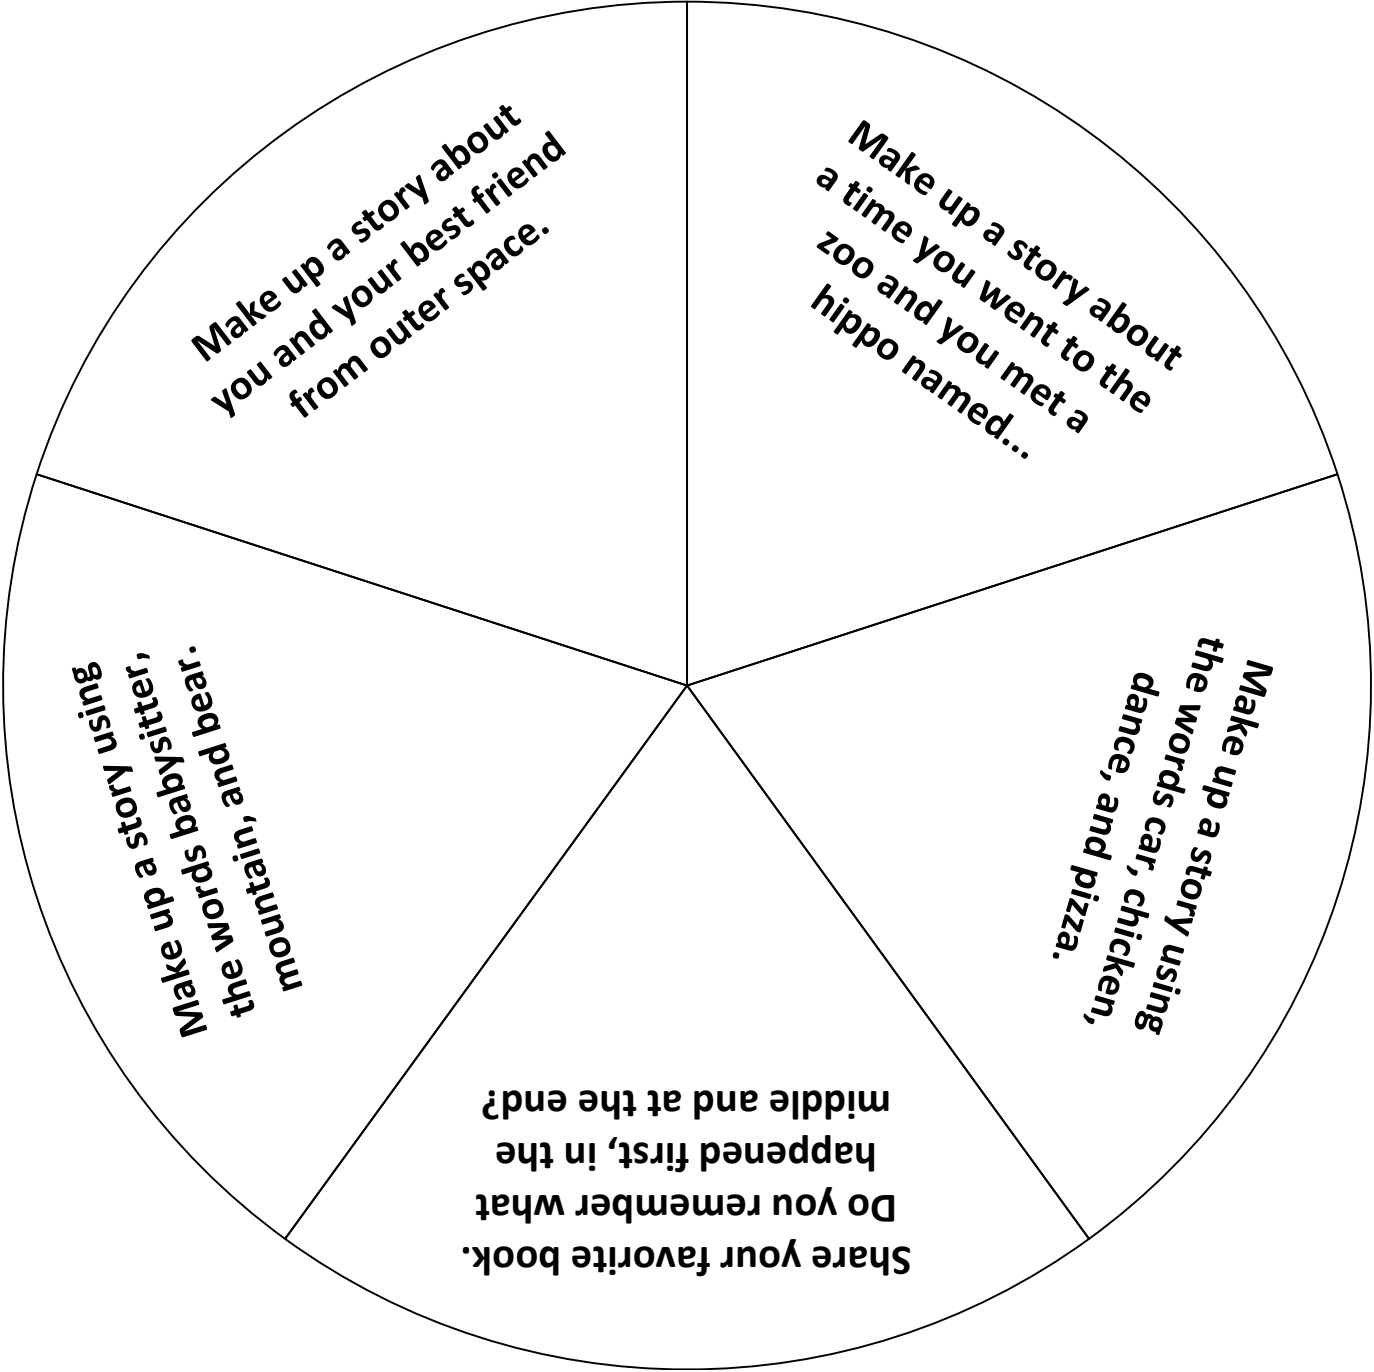 Make up a story about
a time you went to the
zoo and you met a
hippo named...
Make up a story using
the words car, chicken,
dance, and pizza.
Share your favorite book.
Do you remember what
happened first, in the
middle and at the end?
Make up a story using
the words babysitter,
mountain, and bear.
Make up a story about
you and your best friend
from outer space.